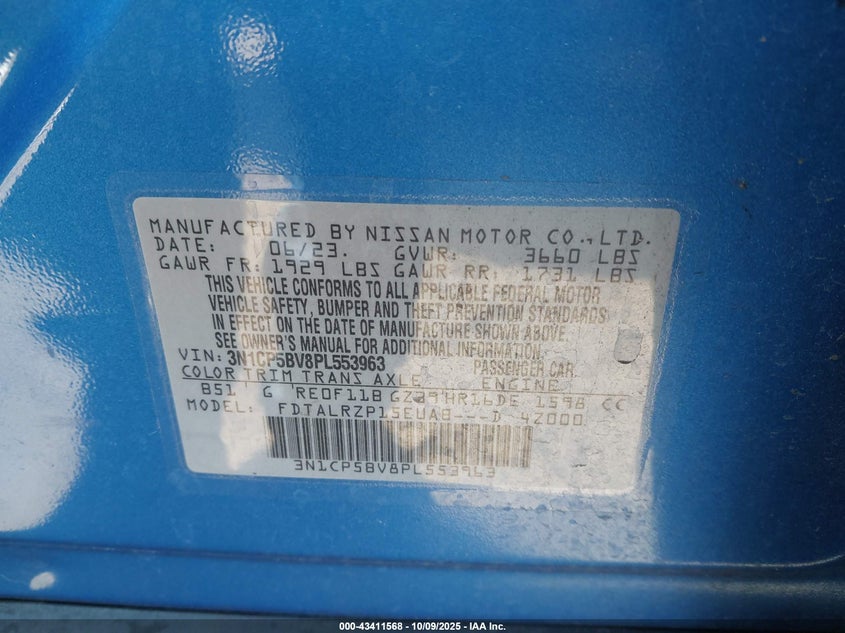 MANUFACTURED BY NISSAN MOTOR CO., LTD.
DATE: 06/23. GVWR: 3660 LBS
GAWR FR: 1929 LBS GAWR RR: 1731 LBS
THIS VEHICLE CONFORMS TO ALL APPLICABLE FEDERAL MOTOR
VEHICLE SAFETY, BUMPER AND THEFT PREVENTION STANDARDS
IN EFFECT ON THE DATE OF MANUFACTURE SHOWN ABOVE.
SEE OWNER'S MANUAL FOR ADDITIONAL INFORMATION.
VIN: 3N1CP5BV8PL553963 PASSENGER CAR.
COLOR TRIM TRANS AXLE ENGINE
B51 G RE0F11B GZ39 HR16DE 1598 CC
MODEL: FDTALRZP15EUA8---D 42000
3N1CP5BV8PL553963
000-43411568 - 10/09/2025 - IAA Inc.